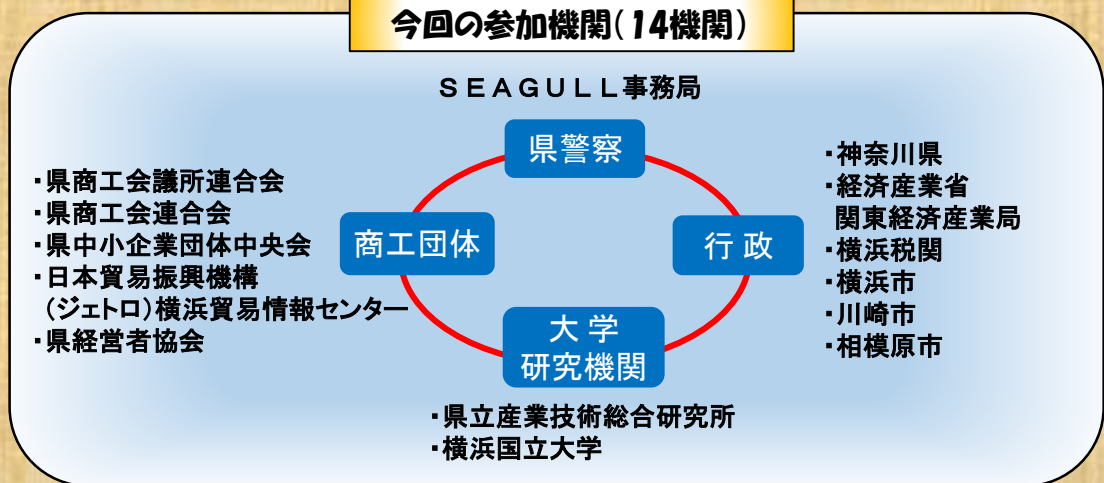 今回の参加機関(14機関)
SEAGULL事務局
県警察
・県商工会議所連合会
・県商工会連合会
・県中小企業団体中央会
・日本貿易振興機構
(ジェトロ)横浜貿易情報センター
・県経営者協会
商工団体
行政
・神奈川県
・経済産業省
関東経済産業局
・横浜税関
・横浜市
・川崎市
・相模原市
大学
研究機関
・県立産業技術総合研究所
・横浜国立大学